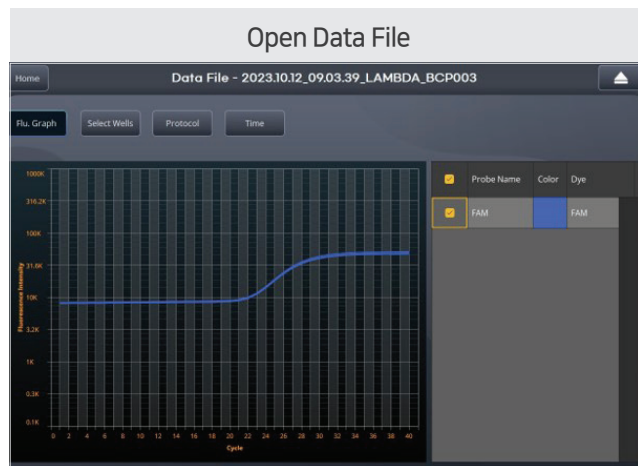 Open Data File
Home
Data File - 2023.10.12_09.03.39_LAMBDA_BCP003
Flu. Graph
Select Wells
Protocol
Time
1000K
316.2K
100K
31.6K
10K
3.2K
1K
0.3K
0.1K
Fluorescence Intensity
0 2 4 6 8 10 12 14 16 18 20 22 24 26 28 30 32 34 36 38 40
Cycle
Probe Name Color Dye
FAM FAM